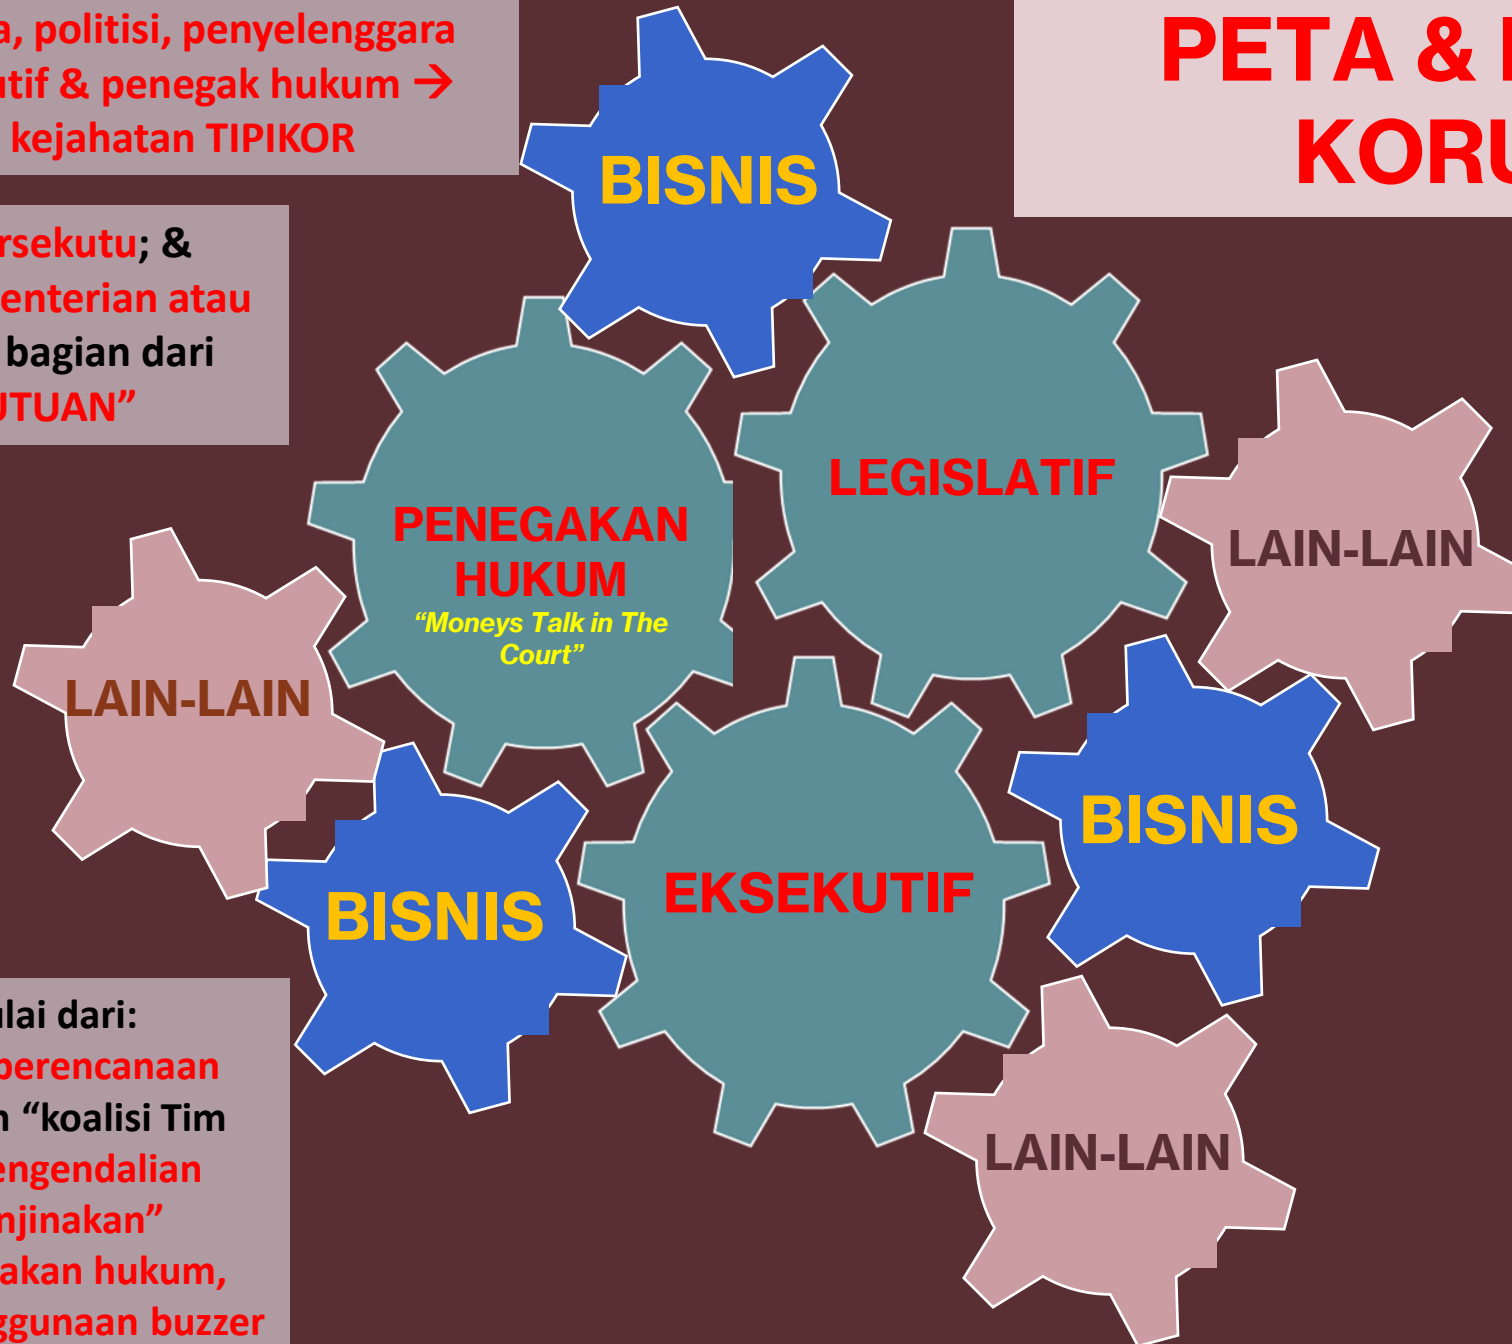 a, politisi, penyelenggara
utif & penegak hukum →
kejahatan TIPIKOR
PETA &
KORU
BISNIS
rsekutu; &
enterian atau
bagian dari
UTUAN”
LEGISLATIF
PENEGAKAN
HUKUM
“Moneys Talk in The
Court”
LAIN-LAIN
LAIN-LAIN
BISNIS
EKSEKUTIF
BISNIS
ulai dari:
perencanaan
n “koalisi Tim
engendalian
njinakan”
akan hukum,
ggunaan buzzer
LAIN-LAIN